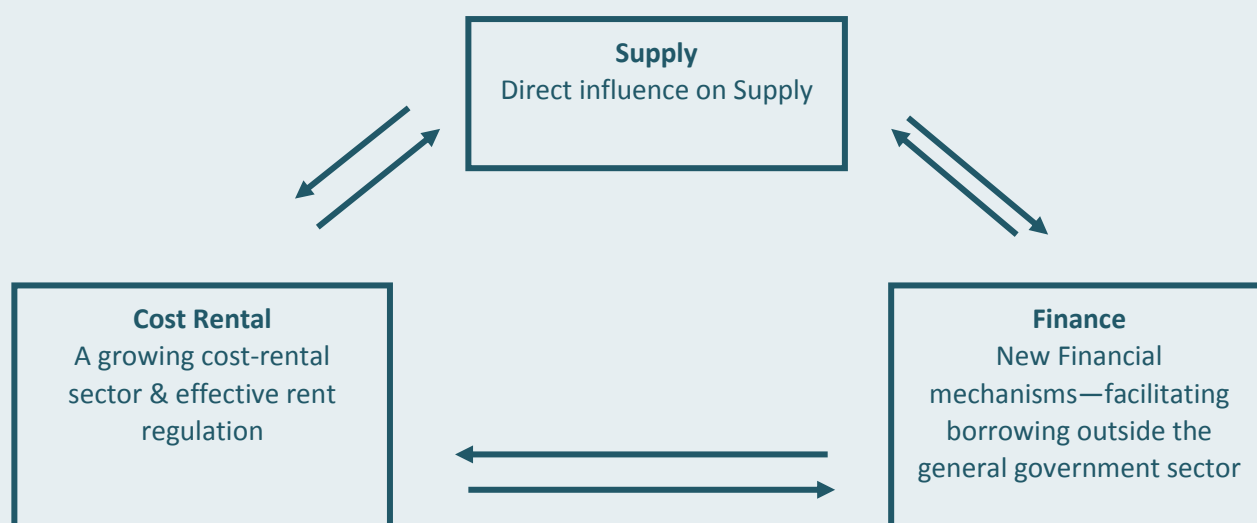 Supply
Direct influence on Supply
Cost Rental
A growing cost-rental
sector & effective rent
regulation
Finance
New Financial
mechanisms—facilitating
borrowing outside the
general government sector